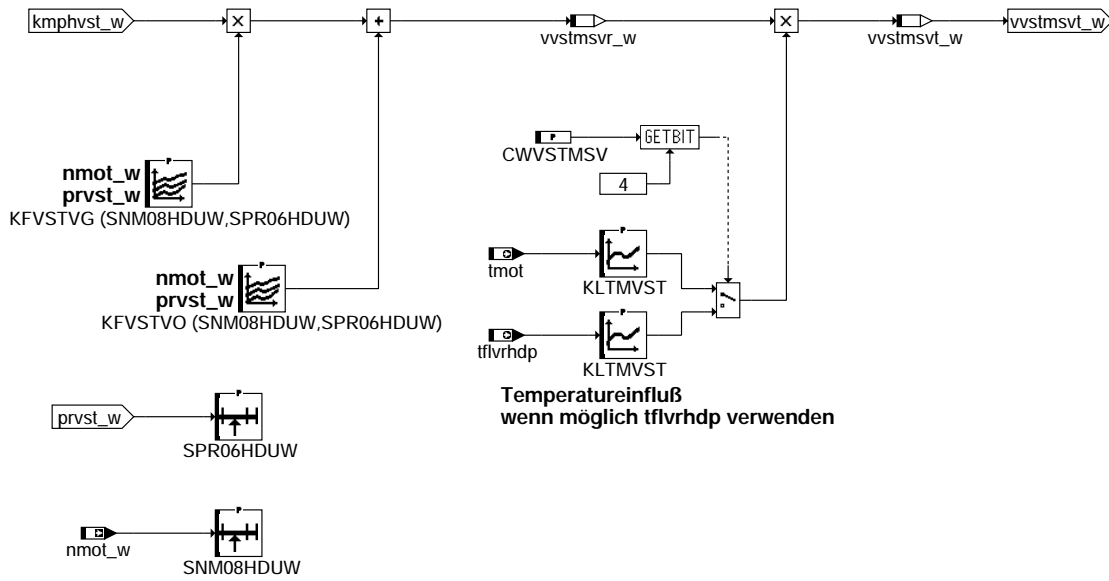 kmphvst_w
×
+
vvstmsvr_w
×
vvstmsvt_w
vvstmsvt_w
P
CWVSTMSV
GETBIT
4
P
nmot_w
prvst_w
KFVSTVG (SNM08HDUW,SPR06HDUW)
P
tmot
KLTMVST
P
nmot_w
prvst_w
KFVSTVO (SNM08HDUW,SPR06HDUW)
P
tflvrhdp
KLTMVST
Temperatureinfluß
wenn möglich tflvrhdp verwenden
prvst_w
P
SPR06HDUW
nmot_w
P
SNM08HDUW